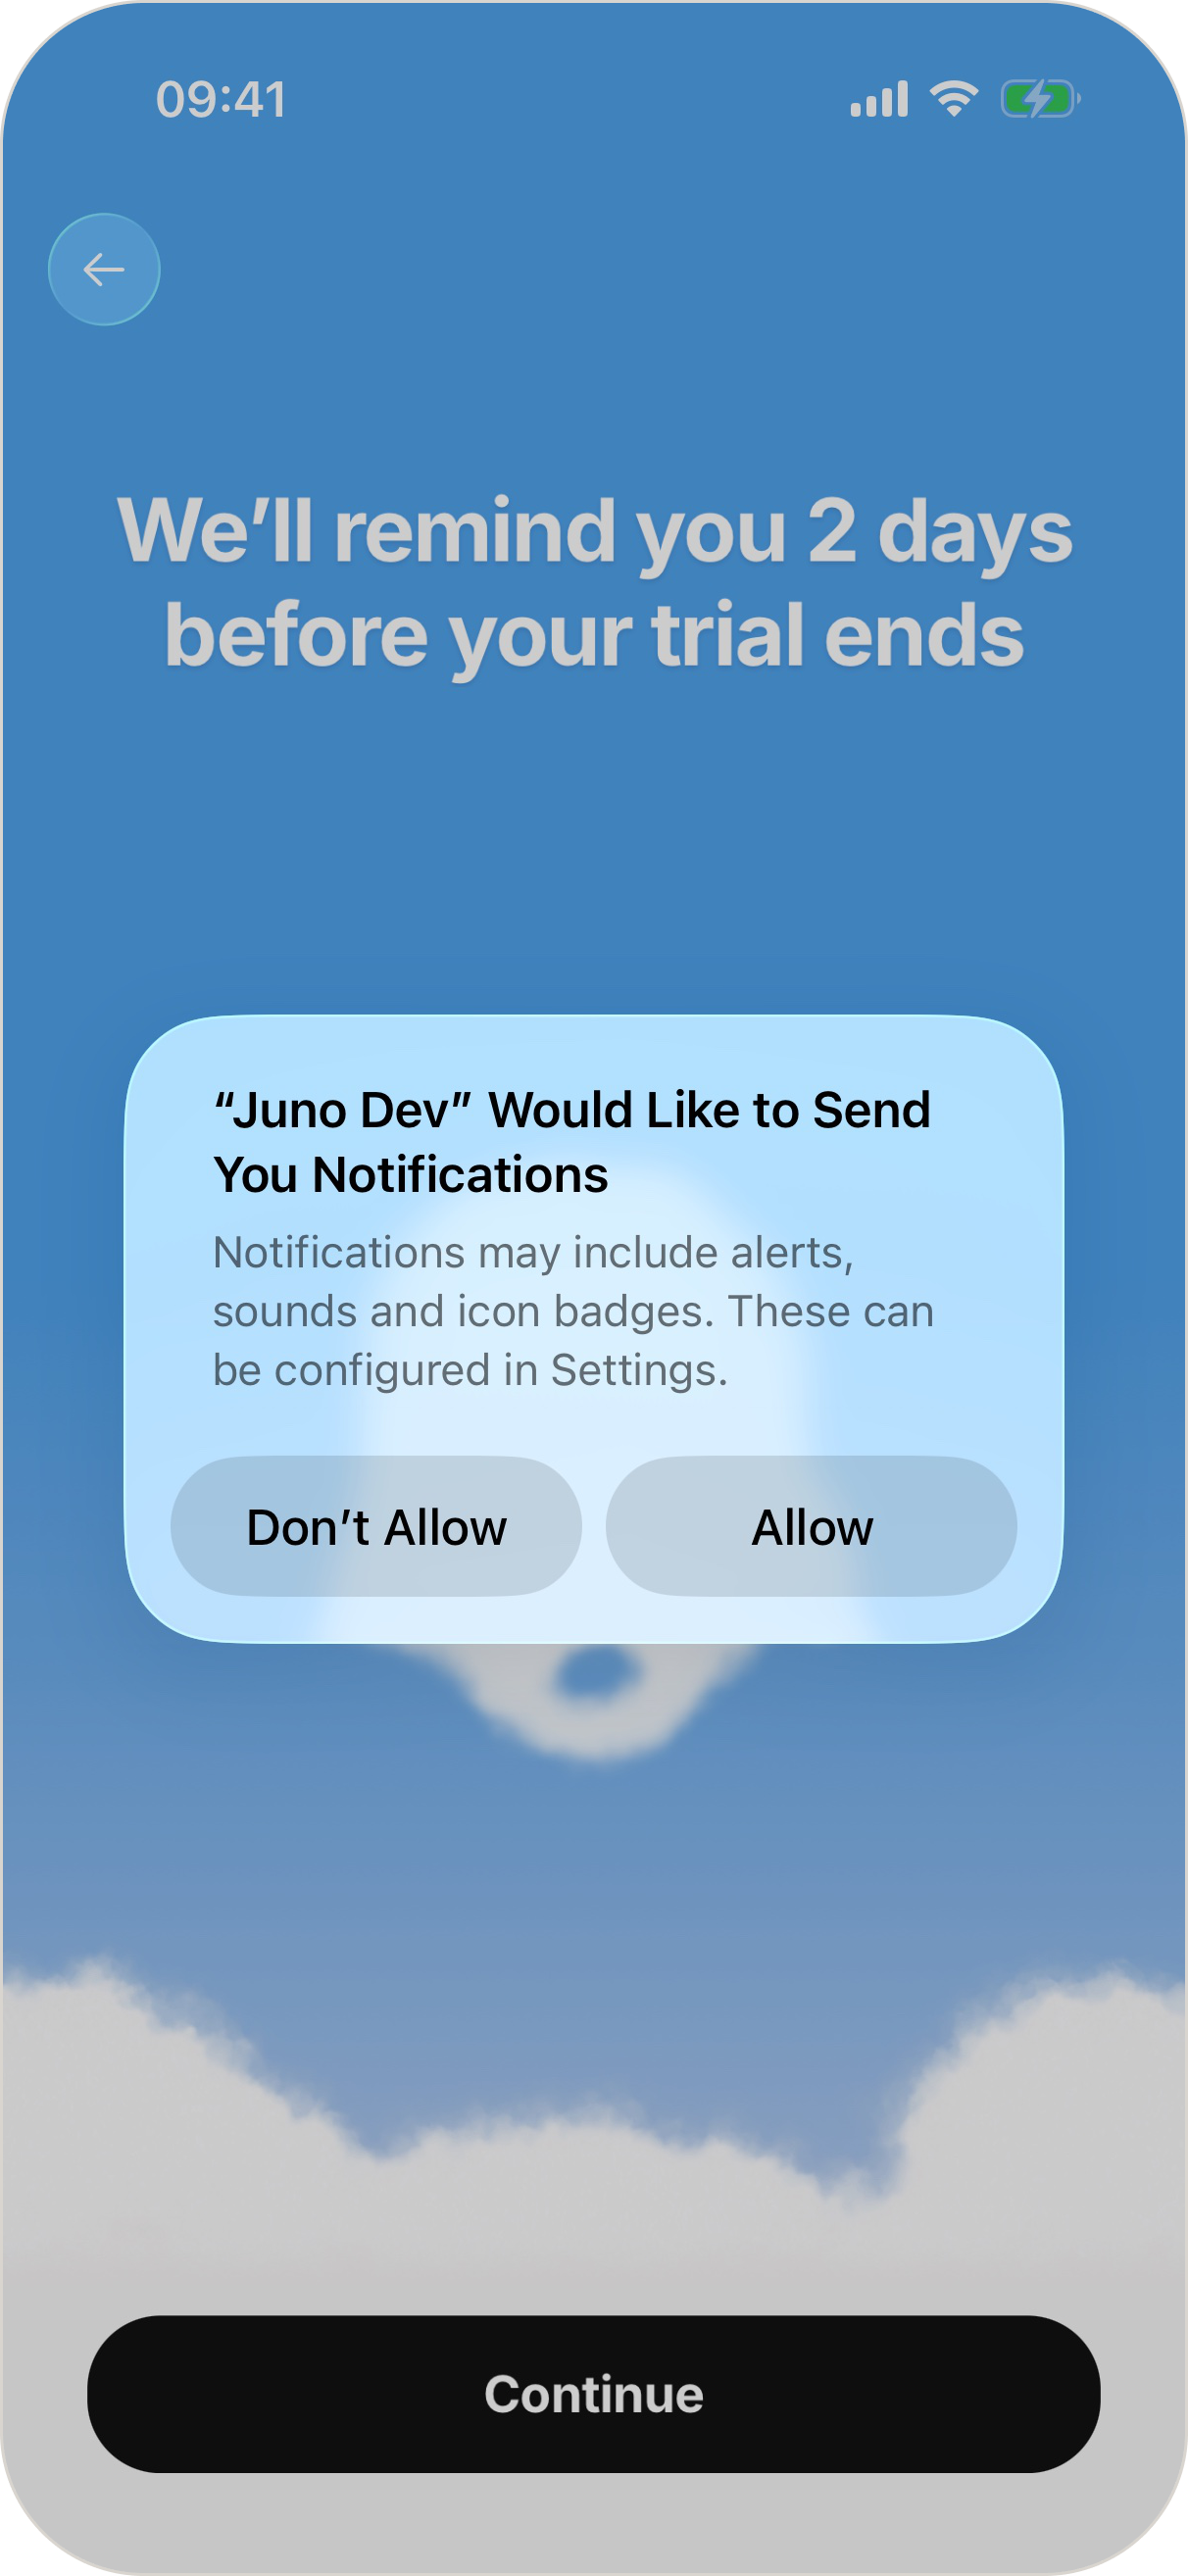 09:41
We’ll remind you 2 days
before your trial ends
“Juno Dev” Would Like to Send
You Notifications
Notifications may include alerts,
sounds and icon badges. These can
be configured in Settings.
Don’t Allow
Allow
Continue